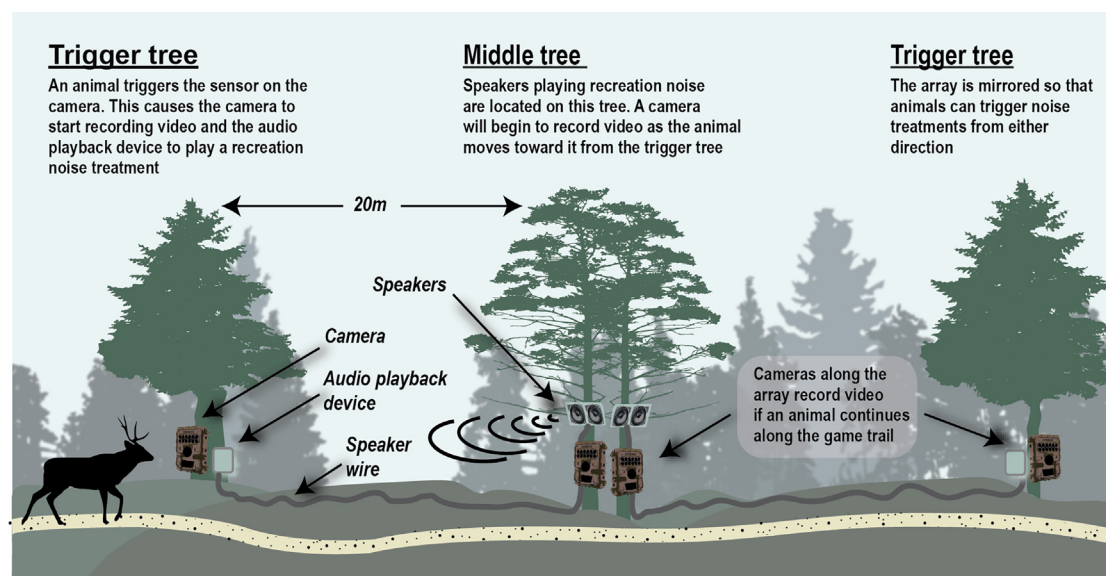 Trigger tree
An animal triggers the sensor on the
camera. This causes the camera to
start recording video and the audio
playback device to play a recreation
noise treatment
Middle tree
Speakers playing recreation noise
are located on this tree. A camera
will begin to record video as the animal
moves toward it from the trigger tree
Trigger tree
The array is mirrored so that
animals can trigger noise
treatments from either
direction
20m
Speakers
Camera
Audio playback
device
Speaker
wire
Cameras along the
array record video
if an animal continues
along the game trail